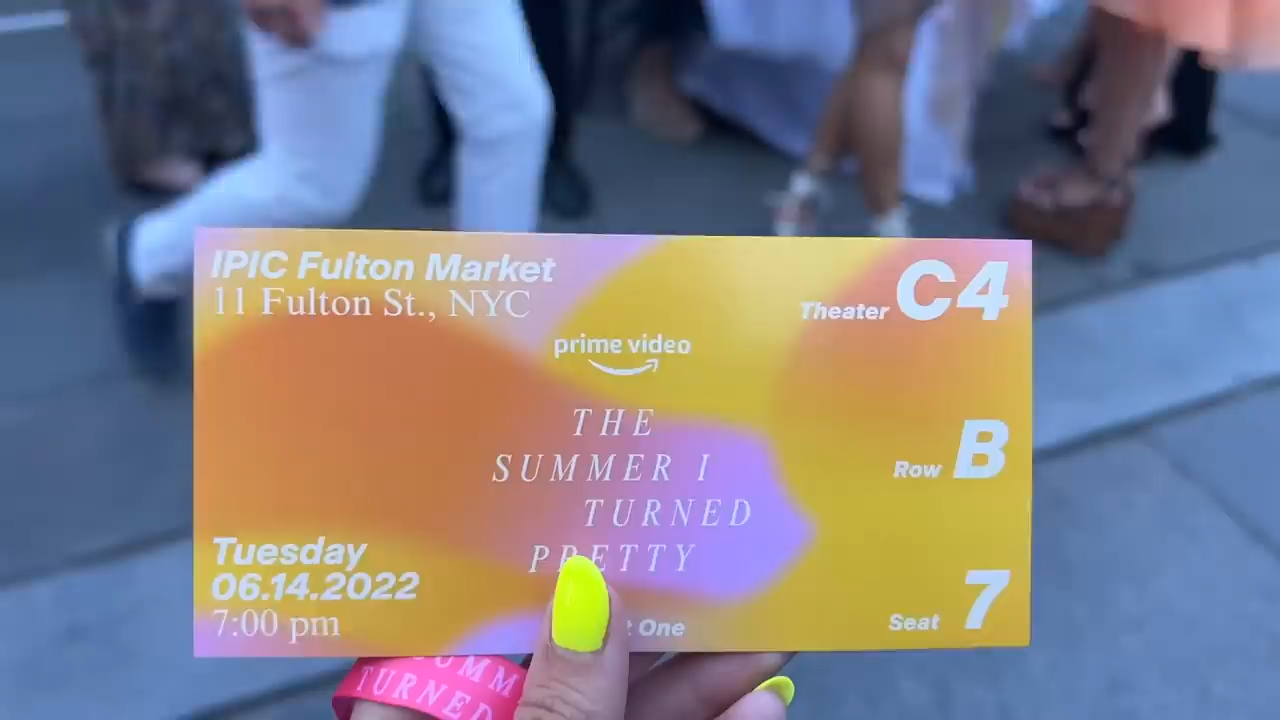 IPIC Fulton Market
11 Fulton St., NYC
Theater C4
prime video
THE
SUMMER I
TURNED
PRETTY
Row B
Tuesday
06.14.2022
7:00 pm
One
Seat 7
TURNED